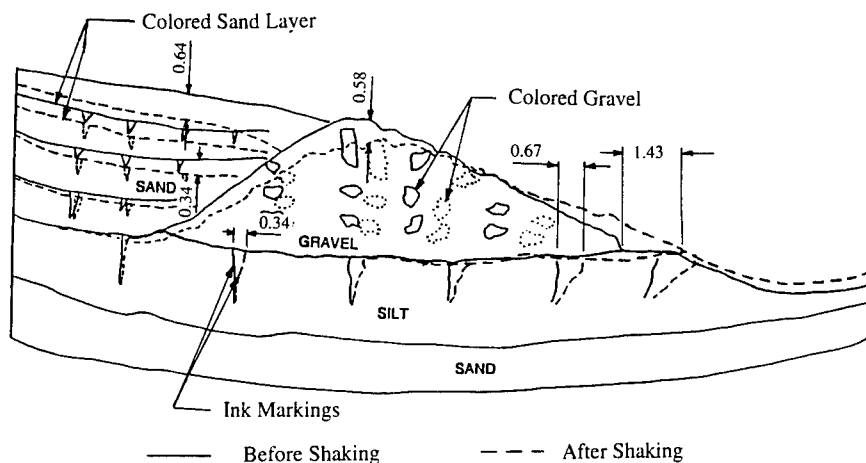 Colored Sand Layer
0.64
0.58
Colored Gravel
0.67
1.43
SAND
0.34
0.34
GRAVEL
SILT
SAND
Ink Markings
Before Shaking
After Shaking